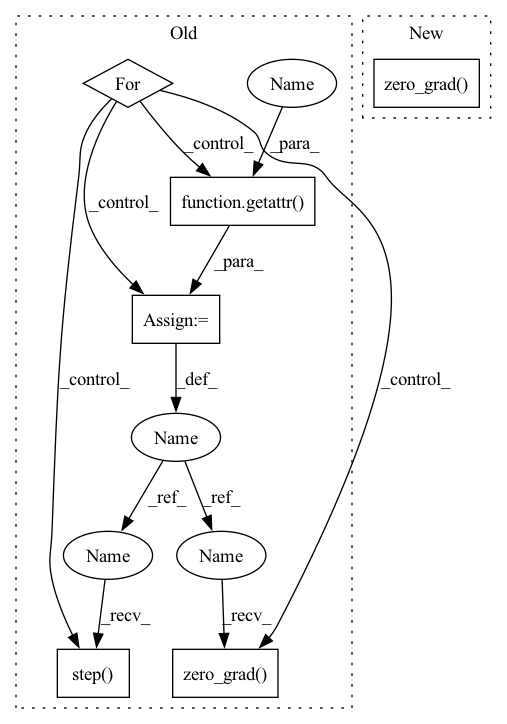 Old
New
For
Name
zero_grad()
_control_
_para_
function.getattr()
_control_
_para_
Assign:=
_control_
_def_
_control_
Name
_ref_
_ref_
Name
Name
_recv_
_recv_
step()
zero_grad()